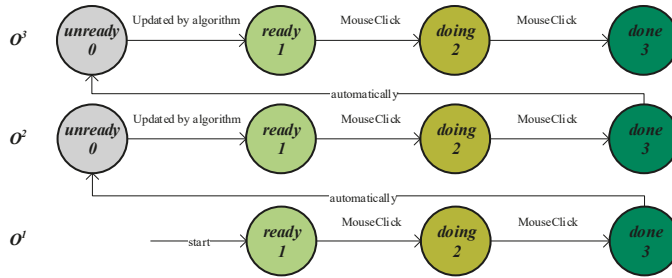 Updated by algorithm MouseClick MouseClick
O³ unready 0 ready 1 doing 2 done 3
automatically
Updated by algorithm MouseClick MouseClick
O² unready 0 ready 1 doing 2 done 3
automatically
MouseClick MouseClick
O¹ start ready 1 doing 2 done 3